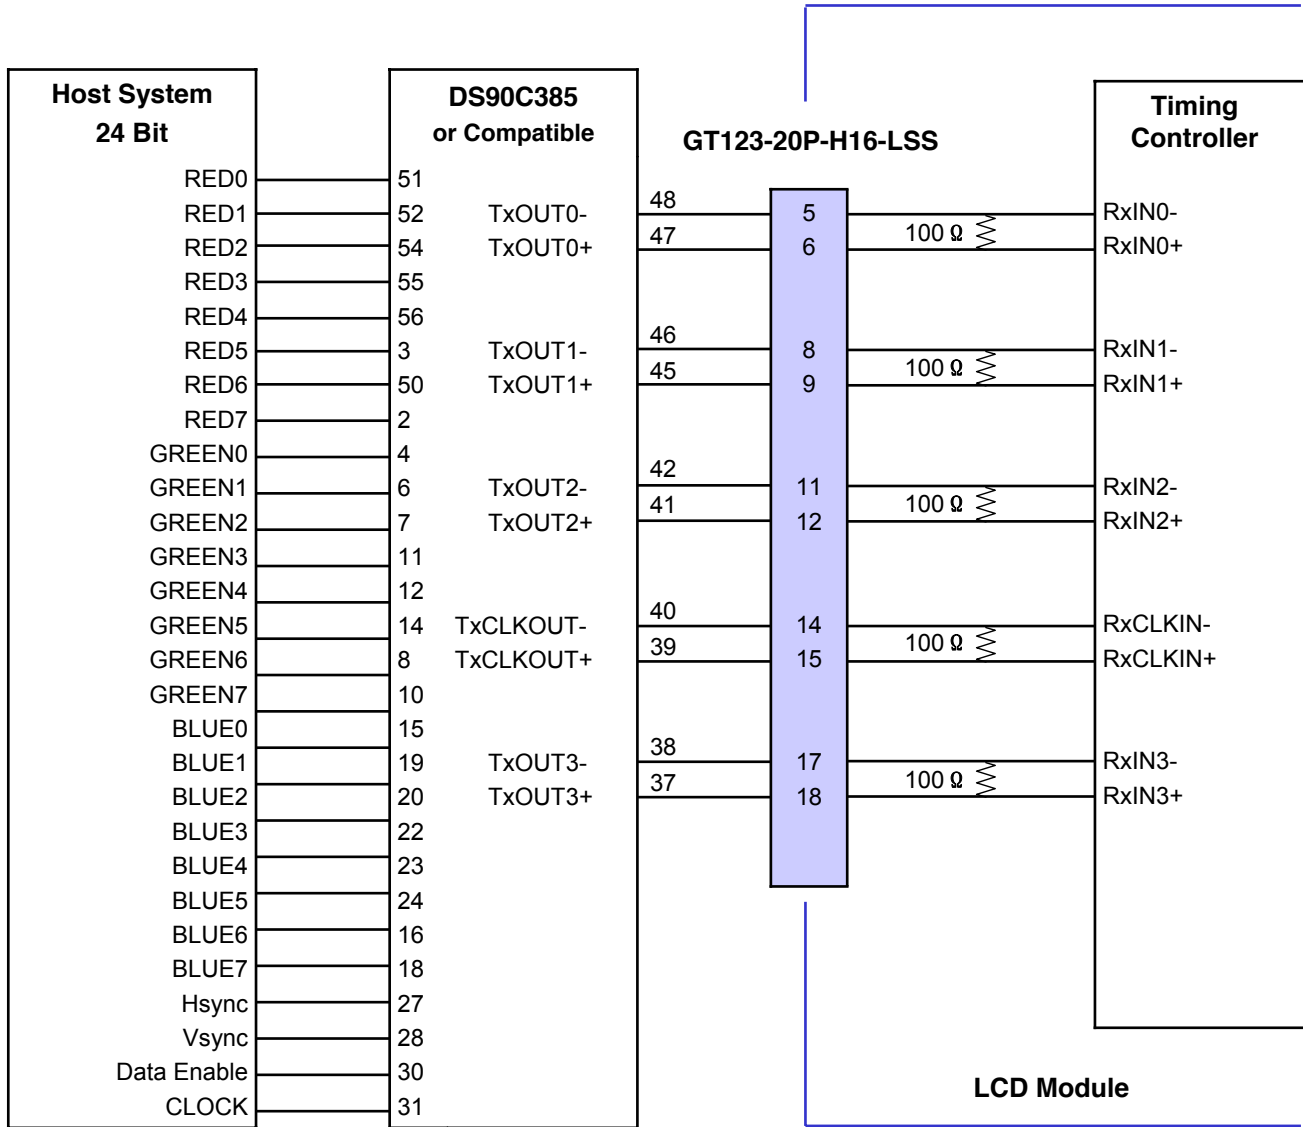 Host System
24 Bit
DS90C385
or Compatible
GT123-20P-H16-LSS
Timing
Controller
RED0 51
RED1 52 TxOUT0- 48 5 RxIN0-
100 Ω
RED2 54 TxOUT0+ 47 6 RxIN0+
RED3 55
RED4 56
RED5 3 TxOUT1- 46 8 RxIN1-
100 Ω
RED6 50 TxOUT1+ 45 9 RxIN1+
RED7 2
GREEN0 4
GREEN1 6 TxOUT2- 42 11 RxIN2-
100 Ω
GREEN2 7 TxOUT2+ 41 12 RxIN2+
GREEN3 11
GREEN4 12
GREEN5 14 TxCLKOUT- 40 14 RxCLKIN-
100 Ω
GREEN6 8 TxCLKOUT+ 39 15 RxCLKIN+
GREEN7 10
BLUE0 15
BLUE1 19 TxOUT3- 38 17 RxIN3-
100 Ω
BLUE2 20 TxOUT3+ 37 18 RxIN3+
BLUE3 22
BLUE4 23
BLUE5 24
BLUE6 16
BLUE7 18
Hsync 27
Vsync 28
Data Enable 30
CLOCK 31
LCD Module